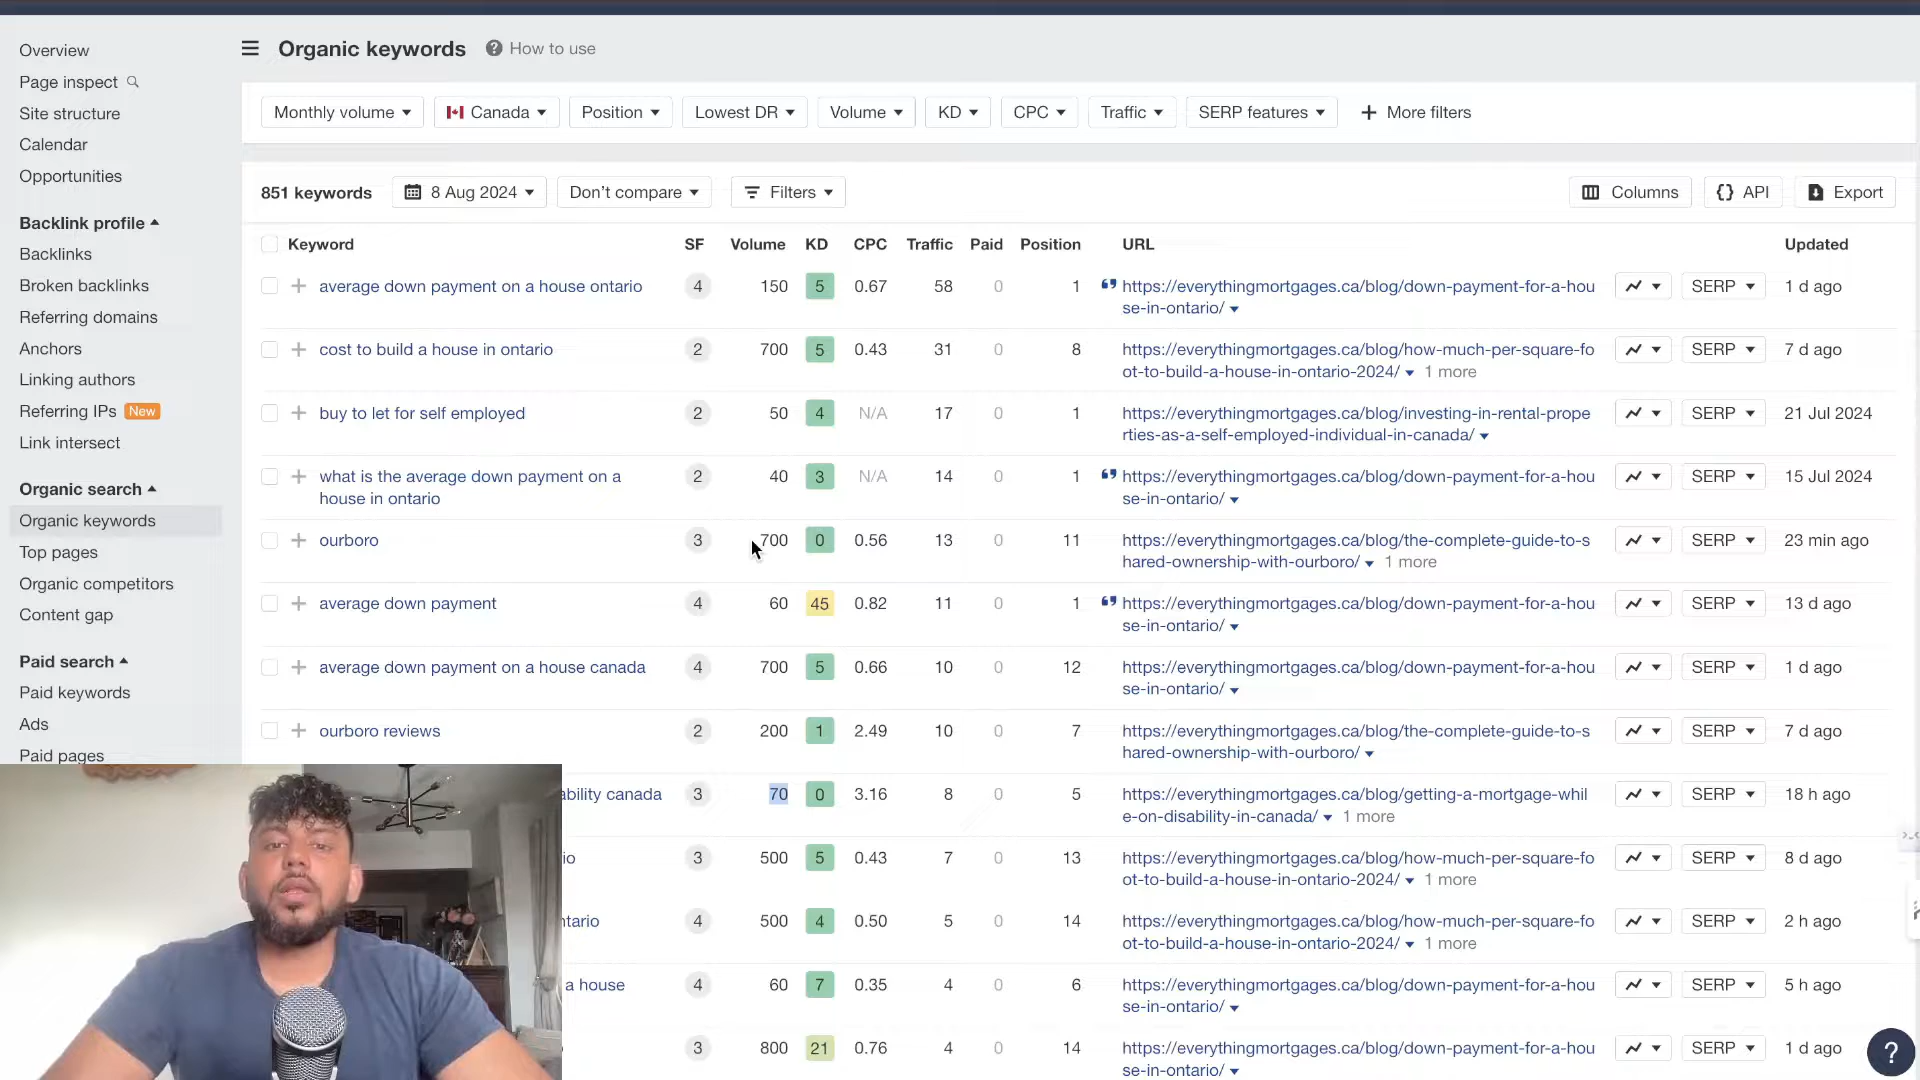 Overview
Page inspect
Site structure
Calendar
Opportunities
Backlink profile
Backlinks
Broken backlinks
Referring domains
Anchors
Linking authors
Referring IPs New
Link intersect
Organic search
Organic keywords
Top pages
Organic competitors
Content gap
Paid search
Paid keywords
Ads
Paid pages
Organic keywords ? How to use
Monthly volume Canada Position Lowest DR Volume KD CPC Traffic SERP features + More filters
851 keywords 8 Aug 2024 Don't compare Filters Columns {} API Export
Keyword SF Volume KD CPC Traffic Paid Position URL Updated
+ average down payment on a house ontario 4 150 5 0.67 58 0 1 https://everythingmortgages.ca/blog/down-payment-for-a-hou SERP 1 d ago
se-in-ontario/
+ cost to build a house in ontario 2 700 5 0.43 31 0 8 https://everythingmortgages.ca/blog/how-much-per-square-fo SERP 7 d ago
ot-to-build-a-house-in-ontario-2024/ 1 more
+ buy to let for self employed 2 50 4 N/A 17 0 1 https://everythingmortgages.ca/blog/investing-in-rental-prope SERP 21 Jul 2024
rties-as-a-self-employed-individual-in-canada/
+ what is the average down payment on a 2 40 3 N/A 14 0 1 https://everythingmortgages.ca/blog/down-payment-for-a-hou SERP 15 Jul 2024
house in ontario se-in-ontario/
+ ourboro 3 700 0 0.56 13 0 11 https://everythingmortgages.ca/blog/the-complete-guide-to-s SERP 23 min ago
hared-ownership-with-ourboro/ 1 more
+ average down payment 4 60 45 0.82 11 0 1 https://everythingmortgages.ca/blog/down-payment-for-a-hou SERP 13 d ago
se-in-ontario/
+ average down payment on a house canada 4 700 5 0.66 10 0 12 https://everythingmortgages.ca/blog/down-payment-for-a-hou SERP 1 d ago
se-in-ontario/
+ ourboro reviews 2 200 1 2.49 10 0 7 https://everythingmortgages.ca/blog/the-complete-guide-to-s SERP 7 d ago
hared-ownership-with-ourboro/
ability canada 3 70 0 3.16 8 0 5 https://everythingmortgages.ca/blog/getting-a-mortgage-whil SERP 18 h ago
e-on-disability-in-canada/ 1 more
io 3 500 5 0.43 7 0 13 https://everythingmortgages.ca/blog/how-much-per-square-fo SERP 8 d ago
ot-to-build-a-house-in-ontario-2024/ 1 more
ntario 4 500 4 0.50 5 0 14 https://everythingmortgages.ca/blog/how-much-per-square-fo SERP 2 h ago
ot-to-build-a-house-in-ontario-2024/ 1 more
a house 4 60 7 0.35 4 0 6 https://everythingmortgages.ca/blog/down-payment-for-a-hou SERP 5 h ago
se-in-ontario/
3 800 21 0.76 4 0 14 https://everythingmortgages.ca/blog/down-payment-for-a-hou SERP 1 d ago
se-in-ontario/
?